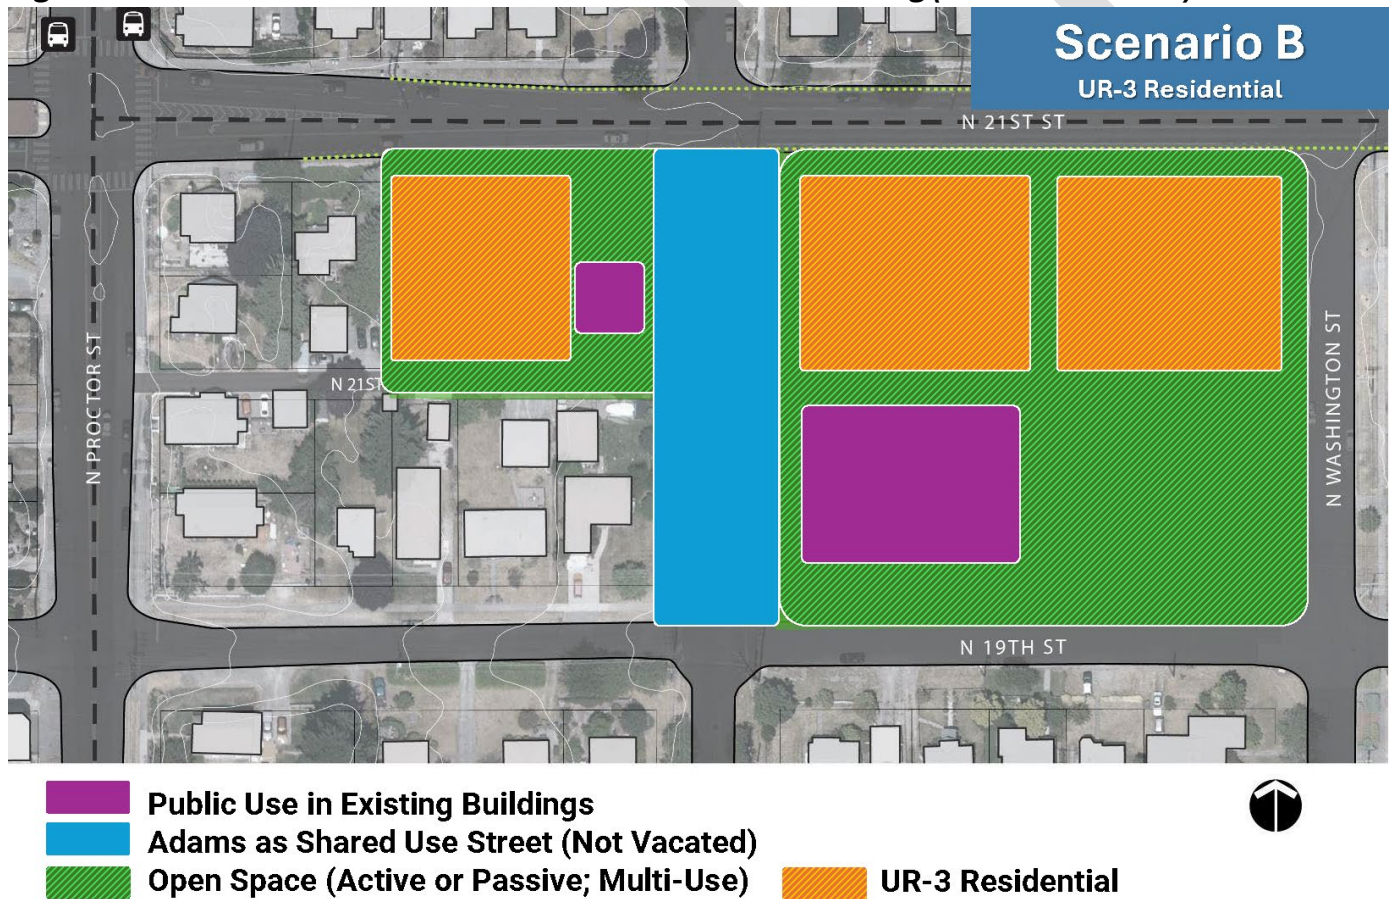 Scenario B
UR-3 Residential
N 21ST ST
N 21ST
N PROCTOR ST
N WASHINGTON ST
N 19TH ST
Public Use in Existing Buildings
Adams as Shared Use Street (Not Vacated)
Open Space (Active or Passive; Multi-Use)
UR-3 Residential